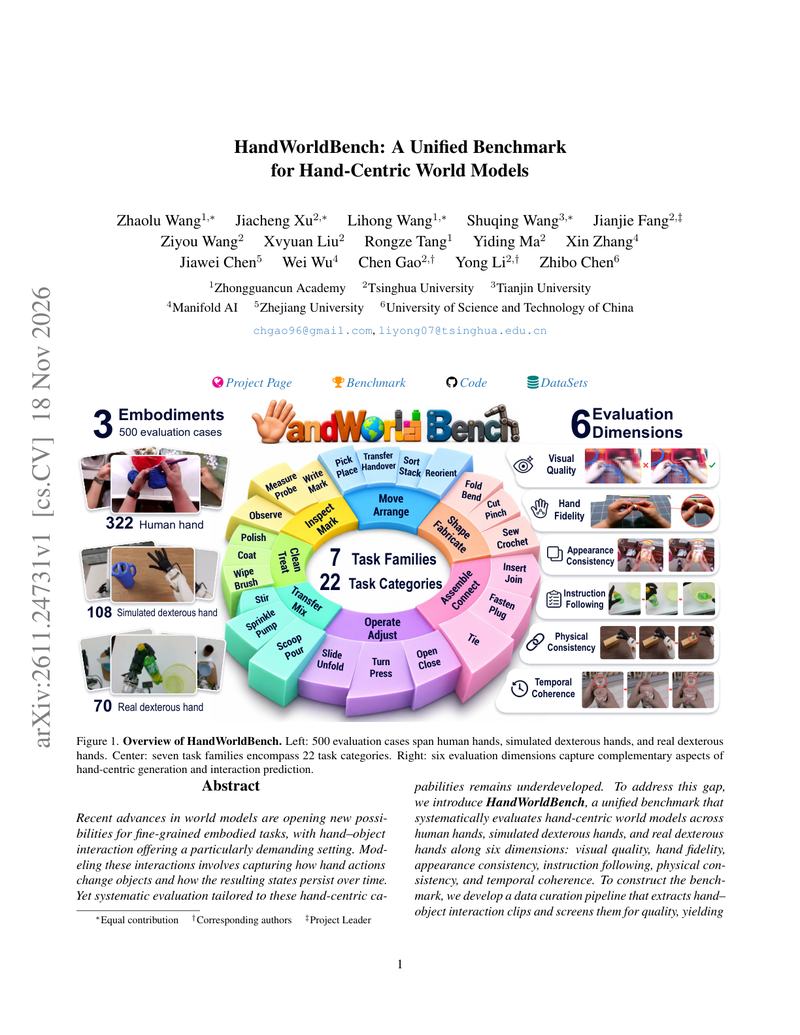 HandWorldBench: A Unified Benchmark
for Hand-Centric World Models
Zhaolu Wang1,∗ Jiacheng Xu2,∗ Lihong Wang1,∗ Shuqing Wang3,∗ Jianjie Fang2,‡
Ziyou Wang2 Xvyuan Liu2 Rongze Tang1 Yiding Ma2 Xin Zhang4
Jiawei Chen5 Wei Wu4 Chen Gao2,† Yong Li2,† Zhibo Chen6
1Zhongguancun Academy 2Tsinghua University 3Tianjin University
4Manifold AI 5Zhejiang University 6University of Science and Technology of China
chgao96@gmail.com, liyong07@tsinghua.edu.cn
arXiv:2611.24731v1 [cs.CV] 18 Nov 2026
Project Page Benchmark Code DataSets
3 Embodiments
500 evaluation cases
322 Human hand
108 Simulated dexterous hand
70 Real dexterous hand
andWorld Bench
7 Task Families
22 Task Categories
Move
Arrange
Pick
Place
Transfer
Handover
Sort
Stack
Reorient
Shape
Fabricate
Fold
Bend
Cut
Pinch
Sew
Crochet
Assemble
Connect
Insert
Join
Fasten
Plug
Tie
Operate
Adjust
Open
Close
Turn
Press
Slide
Unfold
Transfer
Mix
Scoop
Pour
Sprinkle
Pump
Stir
Clean
Treat
Wipe
Brush
Coat
Polish
Inspect
Mark
Observe
Measure
Probe
Write
Mark
6 Evaluation
Dimensions
Visual
Quality
Hand
Fidelity
Appearance
Consistency
Instruction
Following
Physical
Consistency
Temporal
Coherence
Figure 1. Overview of HandWorldBench. Left: 500 evaluation cases span human hands, simulated dexterous hands, and real dexterous
hands. Center: seven task families encompass 22 task categories. Right: six evaluation dimensions capture complementary aspects of
hand-centric generation and interaction prediction.
Abstract
Recent advances in world models are opening new possi-
bilities for fine-grained embodied tasks, with hand–object
interaction offering a particularly demanding setting. Mod-
eling these interactions involves capturing how hand actions
change objects and how the resulting states persist over time.
Yet systematic evaluation tailored to these hand-centric ca-
∗Equal contribution †Corresponding authors ‡Project Leader
pabilities remains underdeveloped. To address this gap,
we introduce HandWorldBench, a unified benchmark that
systematically evaluates hand-centric world models across
human hands, simulated dexterous hands, and real dexterous
hands along six dimensions: visual quality, hand fidelity,
appearance consistency, instruction following, physical con-
sistency, and temporal coherence. To construct the bench-
mark, we develop a data curation pipeline that extracts hand–
object interaction clips and screens them for quality, yielding
1